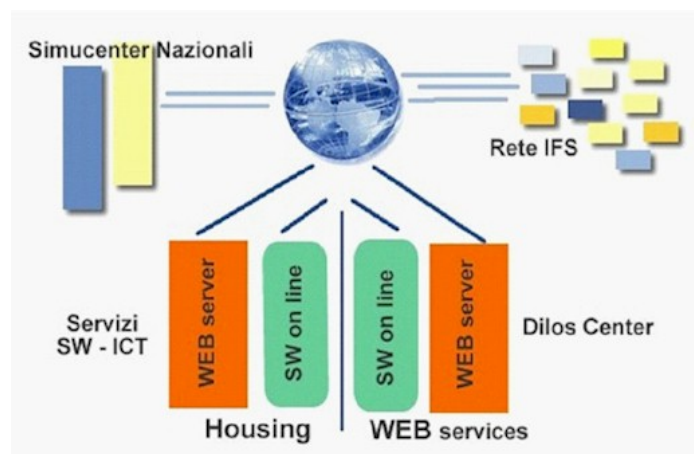 Simucenter Nazionali
Rete IFS
WEB server
SW on line
SW on line
WEB server
Servizi
SW - ICT
Dilos Center
Housing
WEB services